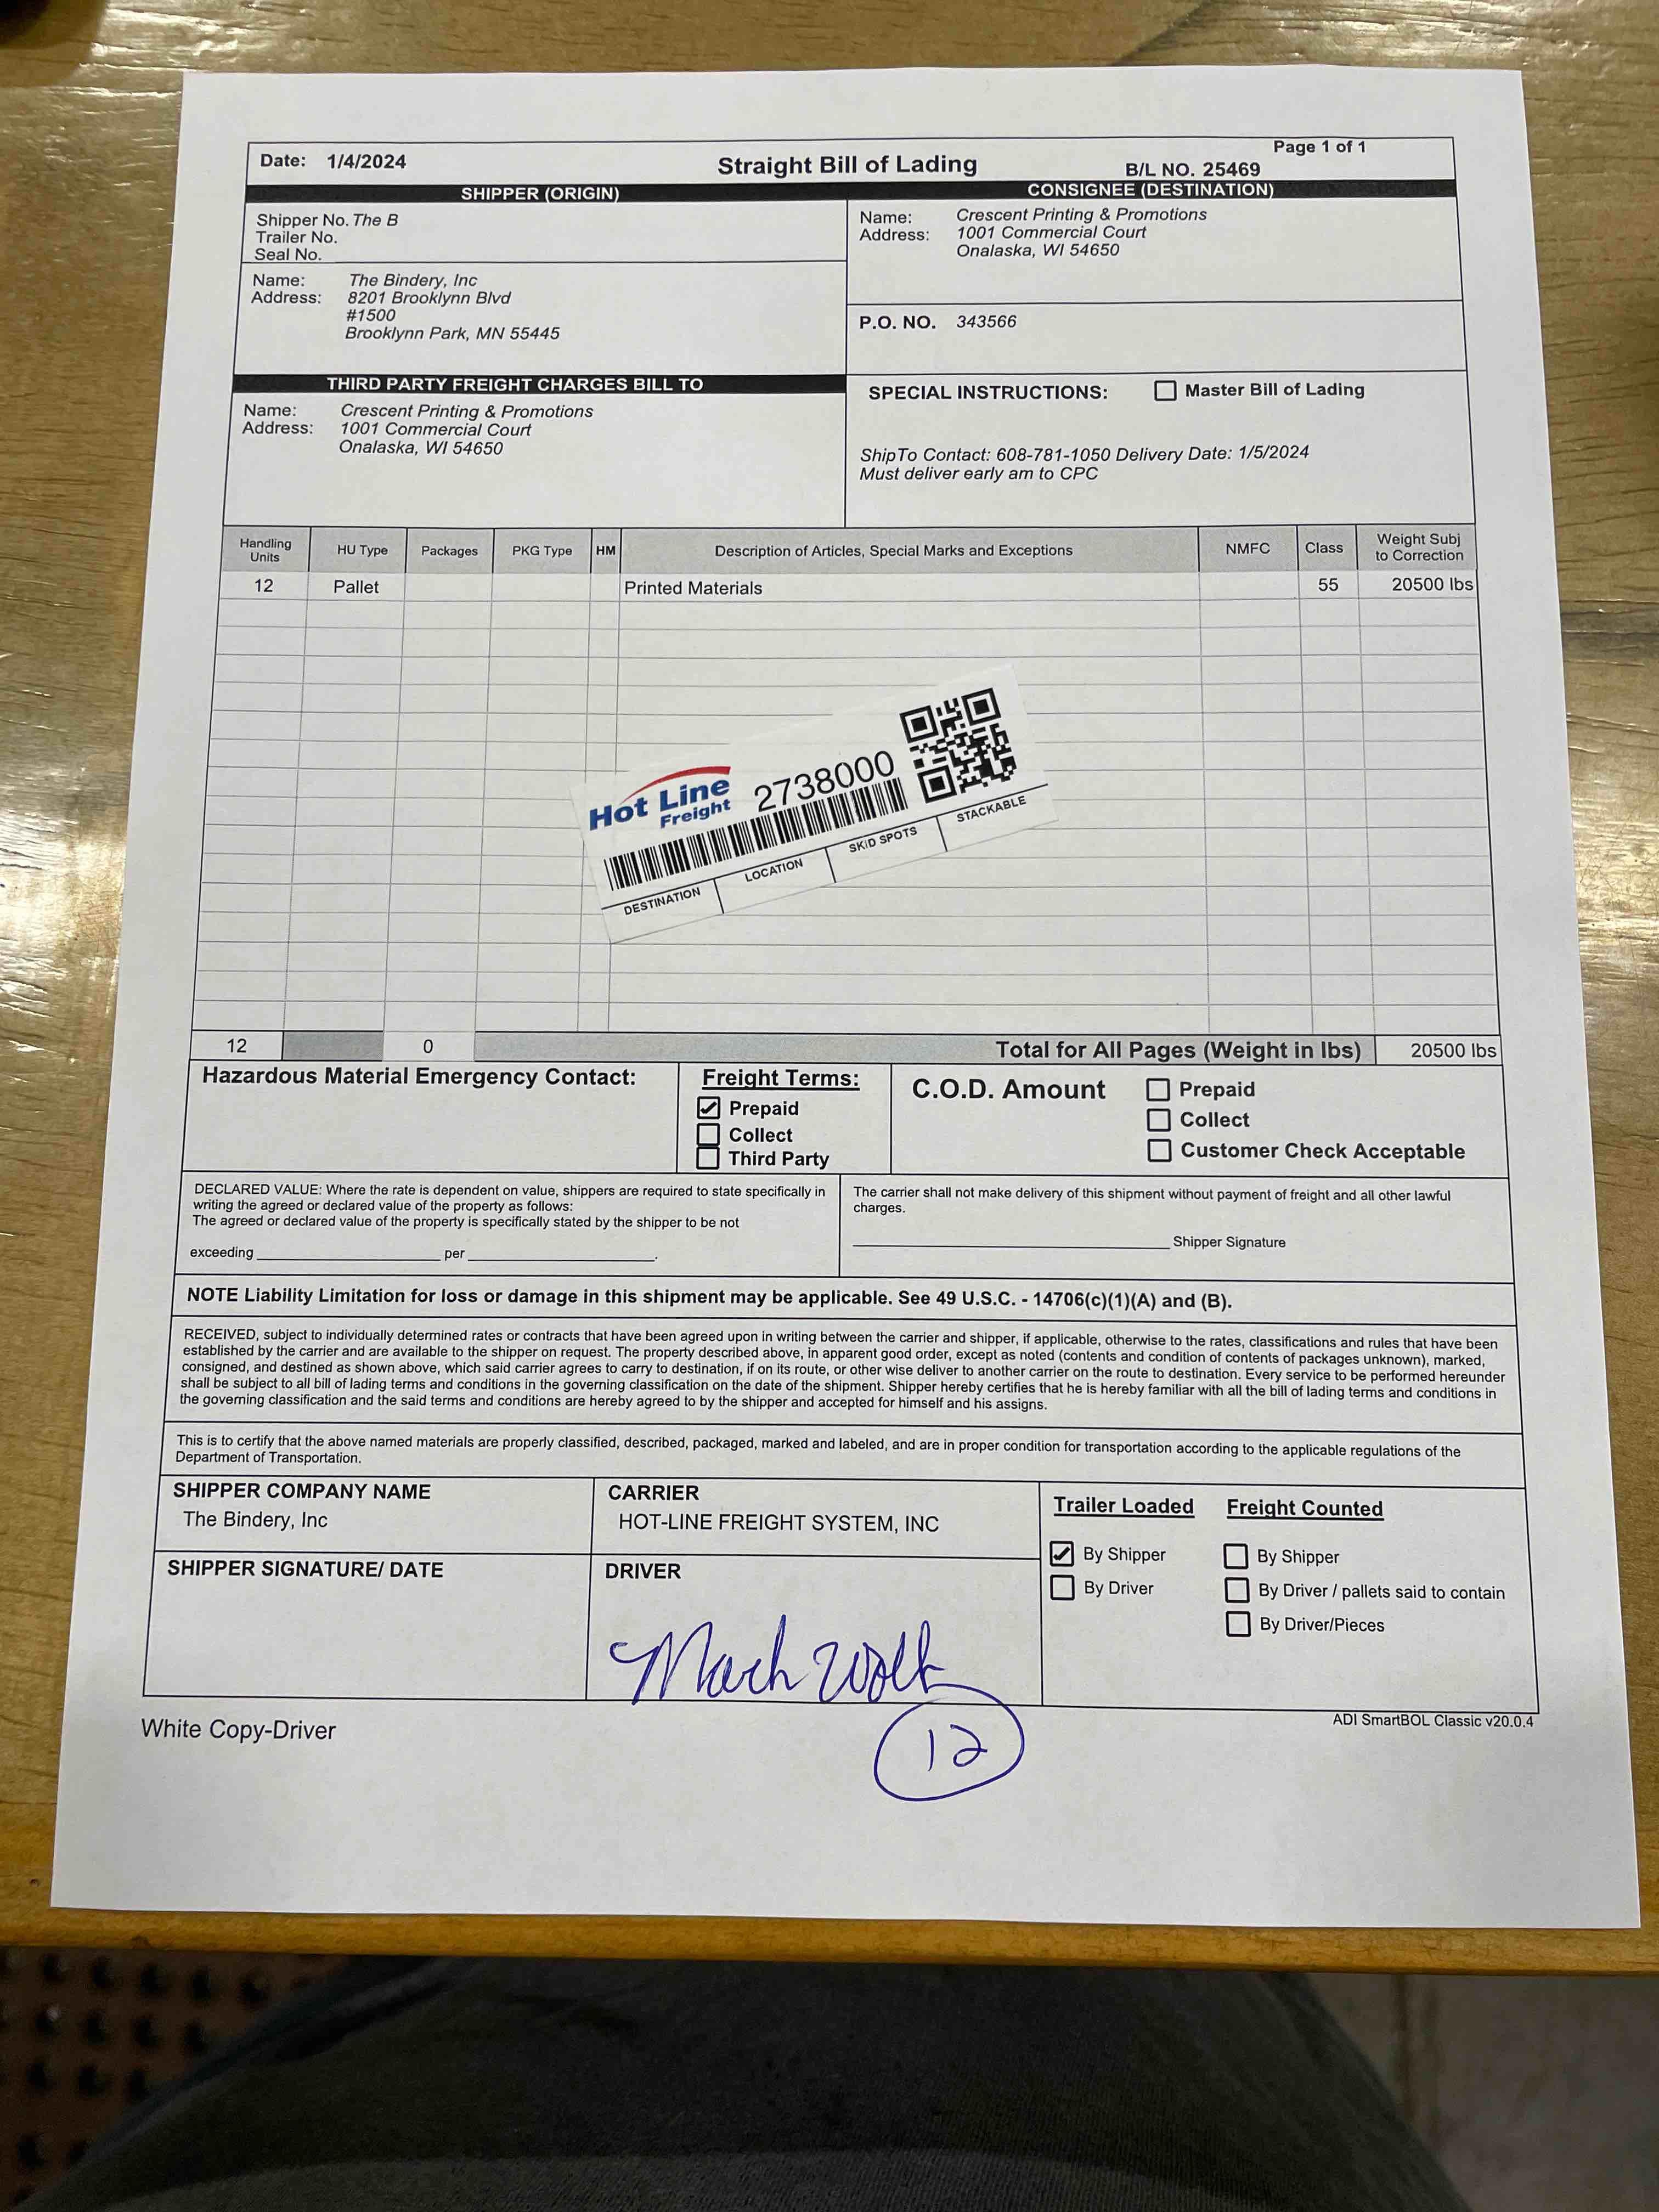 Page 1 of 1
Date: 1/4/2024 Straight Bill of Lading B/L NO. 25469
SHIPPER (ORIGIN)
Shipper No. The B
Trailer No.
Seal No.
Name: The Bindery, Inc
Address: 8201 Brooklynn Blvd
#1500
Brooklynn Park, MN 55445
CONSIGNEE (DESTINATION)
Name: Crescent Printing & Promotions
Address: 1001 Commercial Court
Onalaska, WI 54650
P.O. NO. 343566
THIRD PARTY FREIGHT CHARGES BILL TO
Name: Crescent Printing & Promotions
Address: 1001 Commercial Court
Onalaska, WI 54650
SPECIAL INSTRUCTIONS: Master Bill of Lading
ShipTo Contact: 608-781-1050 Delivery Date: 1/5/2024
Must deliver early am to CPC
Handling Units HU Type Packages PKG Type HM Description of Articles, Special Marks and Exceptions NMFC Class Weight Subj to Correction
12 Pallet Printed Materials 55 20500 lbs
Hot Line Freight 2738000
DESTINATION LOCATION SKID SPOTS STACKABLE
12 0 Total for All Pages (Weight in lbs) 20500 lbs
Hazardous Material Emergency Contact:
Freight Terms:
Prepaid
Collect
Third Party
C.O.D. Amount
Prepaid
Collect
Customer Check Acceptable
DECLARED VALUE: Where the rate is dependent on value, shippers are required to state specifically in
writing the agreed or declared value of the property as follows:
The agreed or declared value of the property is specifically stated by the shipper to be not
exceeding per .
The carrier shall not make delivery of this shipment without payment of freight and all other lawful
charges.
Shipper Signature
NOTE Liability Limitation for loss or damage in this shipment may be applicable. See 49 U.S.C. - 14706(c)(1)(A) and (B).
RECEIVED, subject to individually determined rates or contracts that have been agreed upon in writing between the carrier and shipper, if applicable, otherwise to the rates, classifications and rules that have been
established by the carrier and are available to the shipper on request. The property described above, in apparent good order, except as noted (contents and condition of contents of packages unknown), marked,
consigned, and destined as shown above, which said carrier agrees to carry to destination, if on its route, or other wise deliver to another carrier on the route to destination. Every service to be performed hereunder
shall be subject to all bill of lading terms and conditions in the governing classification on the date of the shipment. Shipper hereby certifies that he is hereby familiar with all the bill of lading terms and conditions in
the governing classification and the said terms and conditions are hereby agreed to by the shipper and accepted for himself and his assigns.
This is to certify that the above named materials are properly classified, described, packaged, marked and labeled, and are in proper condition for transportation according to the applicable regulations of the
Department of Transportation.
SHIPPER COMPANY NAME
The Bindery, Inc
CARRIER
HOT-LINE FREIGHT SYSTEM, INC
SHIPPER SIGNATURE/ DATE
DRIVER
Trailer Loaded
By Shipper
By Driver
Freight Counted
By Shipper
By Driver / pallets said to contain
By Driver/Pieces
12
White Copy-Driver
ADI SmartBOL Classic v20.0.4